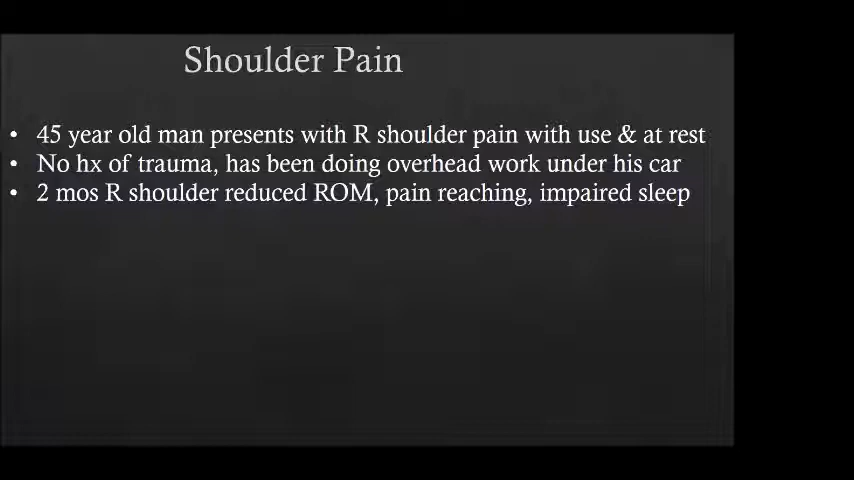 Shoulder Pain
• 45 year old man presents with R shoulder pain with use & at rest
• No hx of trauma, has been doing overhead work under his car
• 2 mos R shoulder reduced ROM, pain reaching, impaired sleep